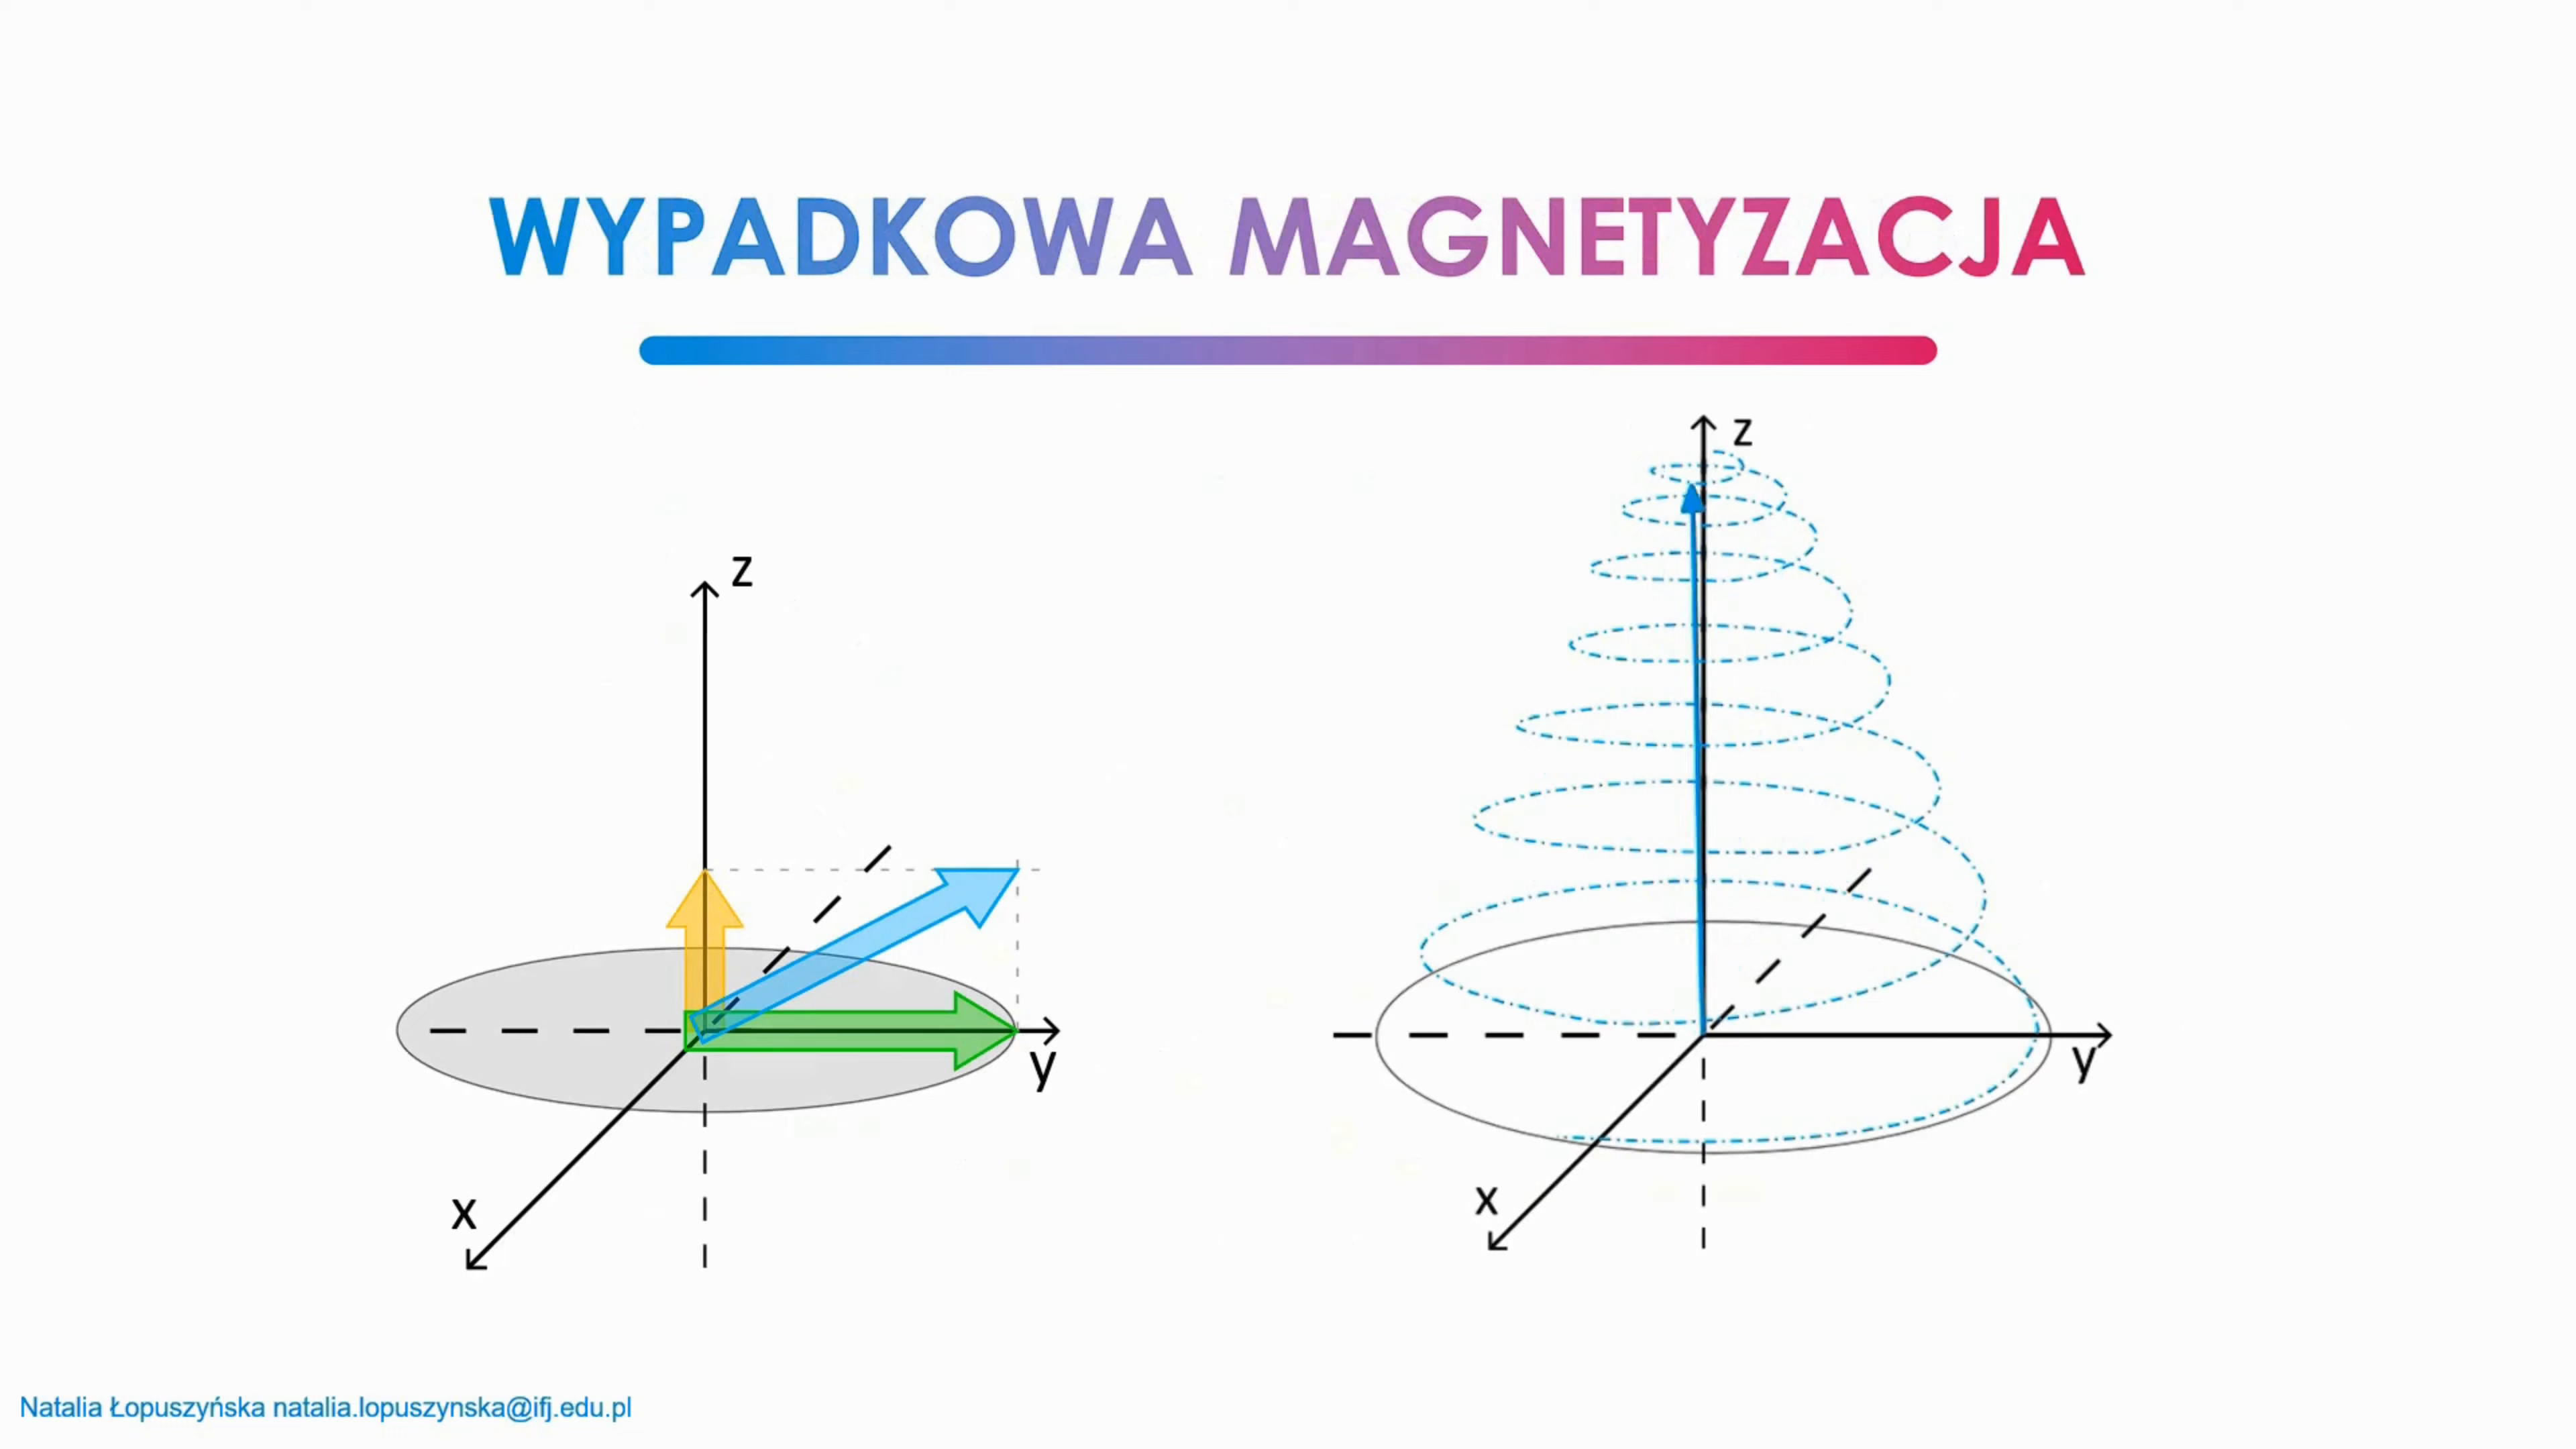 WYPADKOWA MAGNETYZACJA
z
z
y
y
x
x
Natalia Łopuszyńska natalia.lopuszynska@ifj.edu.pl